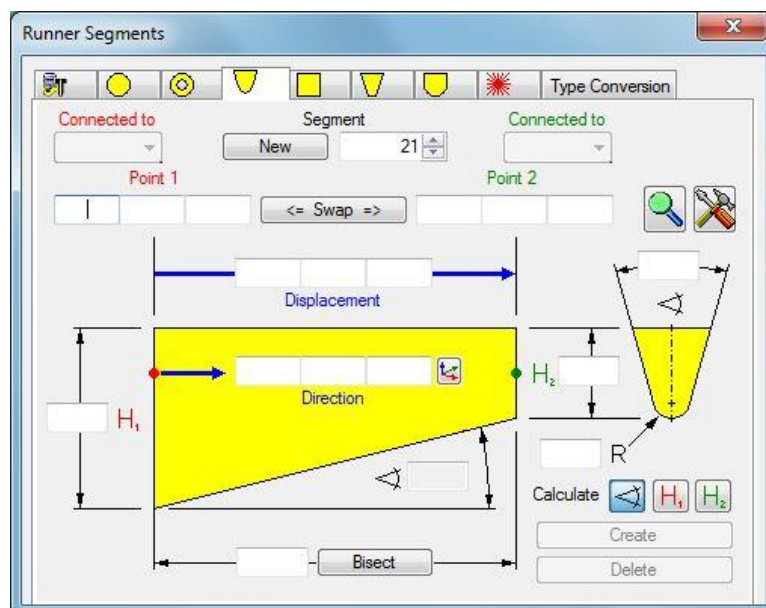 Runner Segments
Type Conversion
Connected to Segment Connected to
New 21
Point 1 Point 2
<= Swap =>
Displacement
H₂
Direction
H₁
R
Calculate H₁ H₂
Create
Bisect
Delete